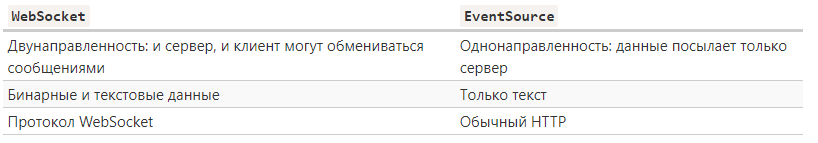 WebSocket EventSource
Двунаправленность: и сервер, и клиент могут обмениваться Однонаправленность: данные посылает только
сообщениями сервер
Бинарные и текстовые данные Только текст
Протокол WebSocket Обычный HTTP